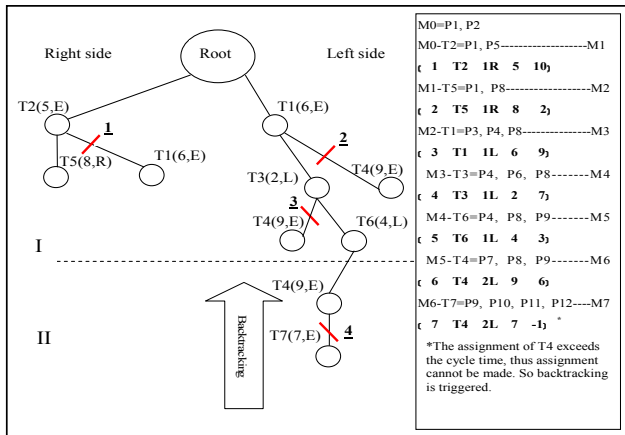 Right side
Root
Left side
T2(5,E)
T1(6,E)
1
2
T5(8,R)
T1(6,E)
T4(9,E)
T3(2,L)
3
T4(9,E)
T6(4,L)
I
T4(9,E)
II
Backtracking
T7(7,E)
4
M0=P1, P2
M0-T2=P1, P5-------------------M1
( 1 T2 1R 5 10)
M1-T5=P1, P8-------------------M2
( 2 T5 1R 8 2)
M2-T1=P3, P4, P8---------------M3
( 3 T1 1L 6 9)
M3-T3=P4, P6, P8-------M4
( 4 T3 1L 2 7)
M4-T6=P4, P8, P9-------M5
( 5 T6 1L 4 3)
M5-T4=P7, P8, P9-------M6
( 6 T4 2L 9 6)
M6-T7=P9, P10, P11, P12----M7
( 7 T4 2L 7 -1) *
*The assignment of T4 exceeds
the cycle time, thus assignment
cannot be made. So backtracking
is triggered.